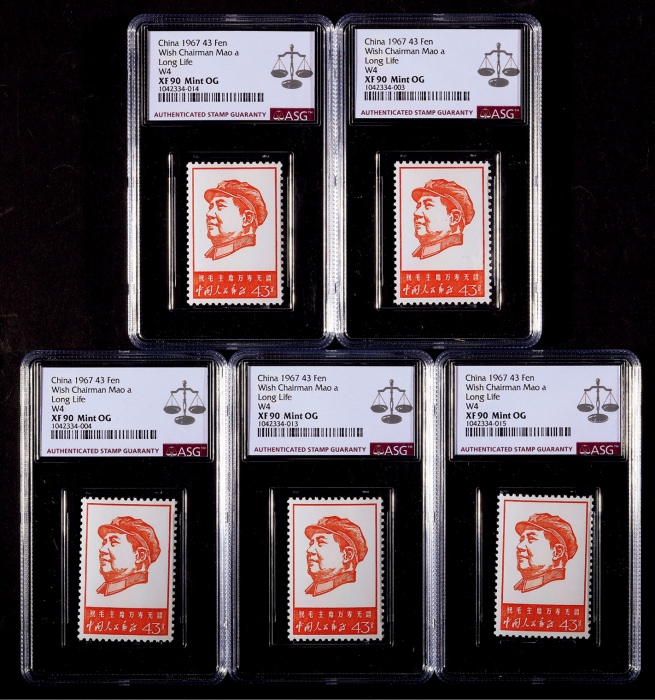 China 1967 43 Fen
Wish Chairman Mao a
Long Life
W4
XF 90 Mint OG
1042334-014
AUTHENTICATED STAMP GUARANTY
ASG™
祝毛主席万寿无疆
中国人民邮政
43分
China 1967 43 Fen
Wish Chairman Mao a
Long Life
W4
XF 90 Mint OG
1042334-003
AUTHENTICATED STAMP GUARANTY
ASG™
祝毛主席万寿无疆
中国人民邮政
43分
China 1967 43 Fen
Wish Chairman Mao a
Long Life
W4
XF 90 Mint OG
1042334-004
AUTHENTICATED STAMP GUARANTY
ASG™
祝毛主席万寿无疆
中国人民邮政
43分
China 1967 43 Fen
Wish Chairman Mao a
Long Life
W4
XF 90 Mint OG
1042334-013
AUTHENTICATED STAMP GUARANTY
ASG™
祝毛主席万寿无疆
中国人民邮政
43分
China 1967 43 Fen
Wish Chairman Mao a
Long Life
W4
XF 90 Mint OG
1042334-015
AUTHENTICATED STAMP GUARANTY
ASG™
祝毛主席万寿无疆
中国人民邮政
43分